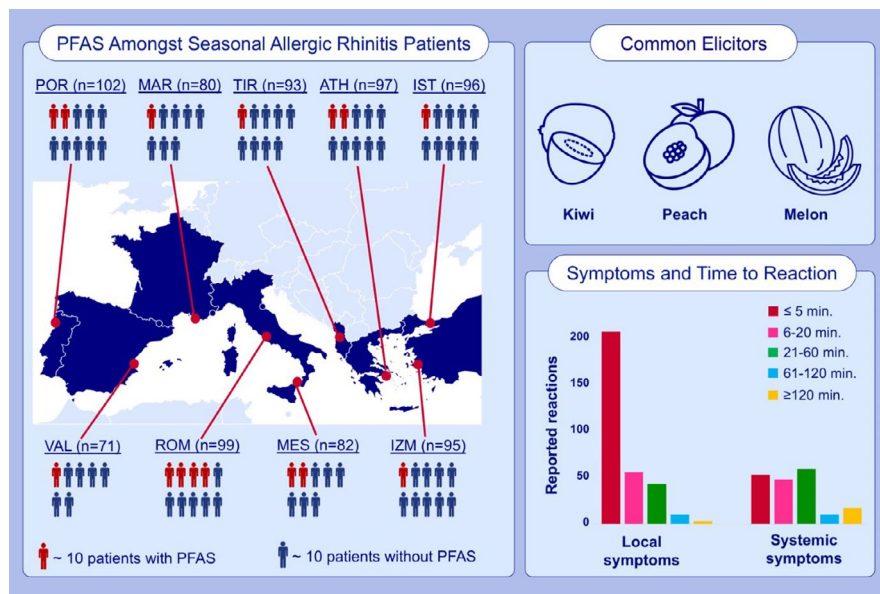 PFAS Amongst Seasonal Allergic Rhinitis Patients
POR (n=102) MAR (n=80) TIR (n=93) ATH (n=97) IST (n=96)
VAL (n=71) ROM (n=99) MES (n=82) IZM (n=95)
~ 10 patients with PFAS ~ 10 patients without PFAS
Common Elicitors
Kiwi Peach Melon
Symptoms and Time to Reaction
≤ 5 min.
6-20 min.
21-60 min.
61-120 min.
≥120 min.
Reported reactions
200
150
100
50
0
Local
symptoms
Systemic
symptoms